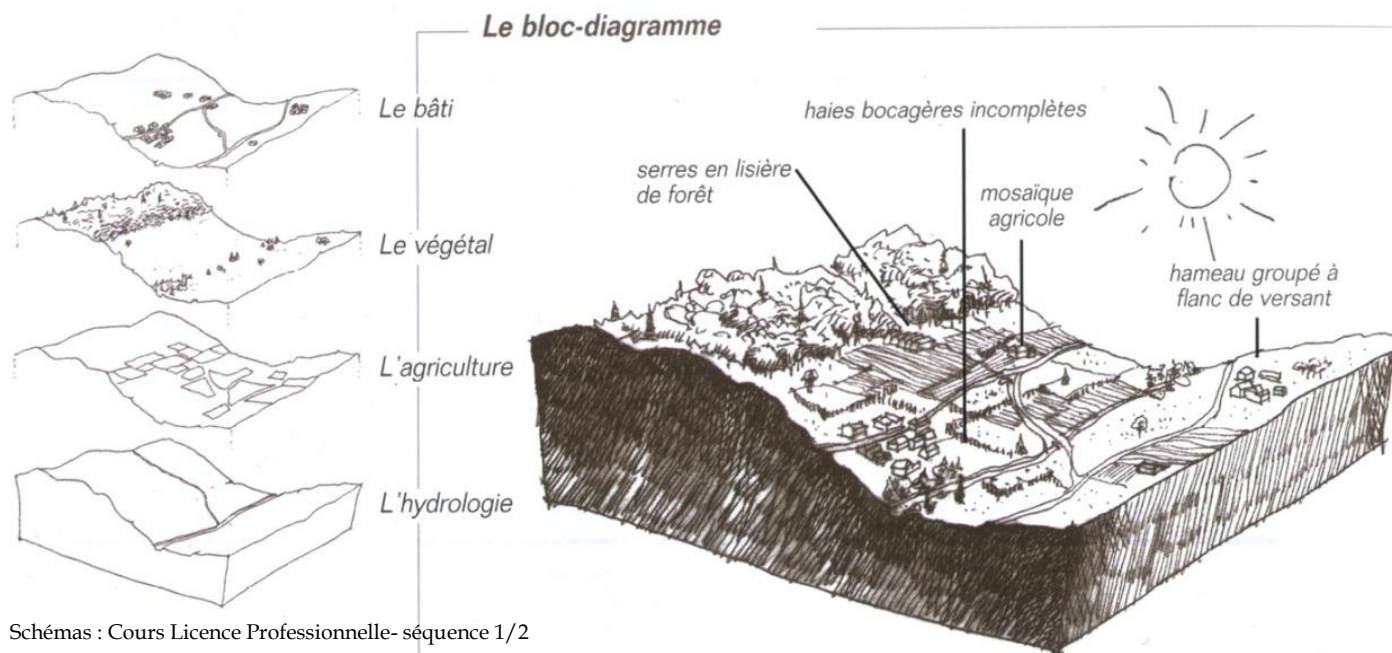 Le bloc-diagramme
Le bâti
Le végétal
L'agriculture
L'hydrologie
haies bocagères incomplètes
serres en lisière
de forêt
mosaïque
agricole
hameau groupé à
flanc de versant
Schémas : Cours Licence Professionnelle- séquence 1/2